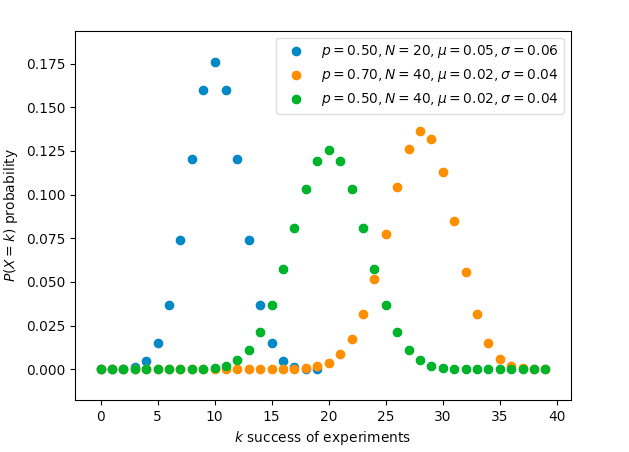 p = 0.50, N = 20, μ = 0.05, σ = 0.06
p = 0.70, N = 40, μ = 0.02, σ = 0.04
p = 0.50, N = 40, μ = 0.02, σ = 0.04
P(X = k) probability
0.175
0.150
0.125
0.100
0.075
0.050
0.025
0.000
0 5 10 15 20 25 30 35 40
k success of experiments